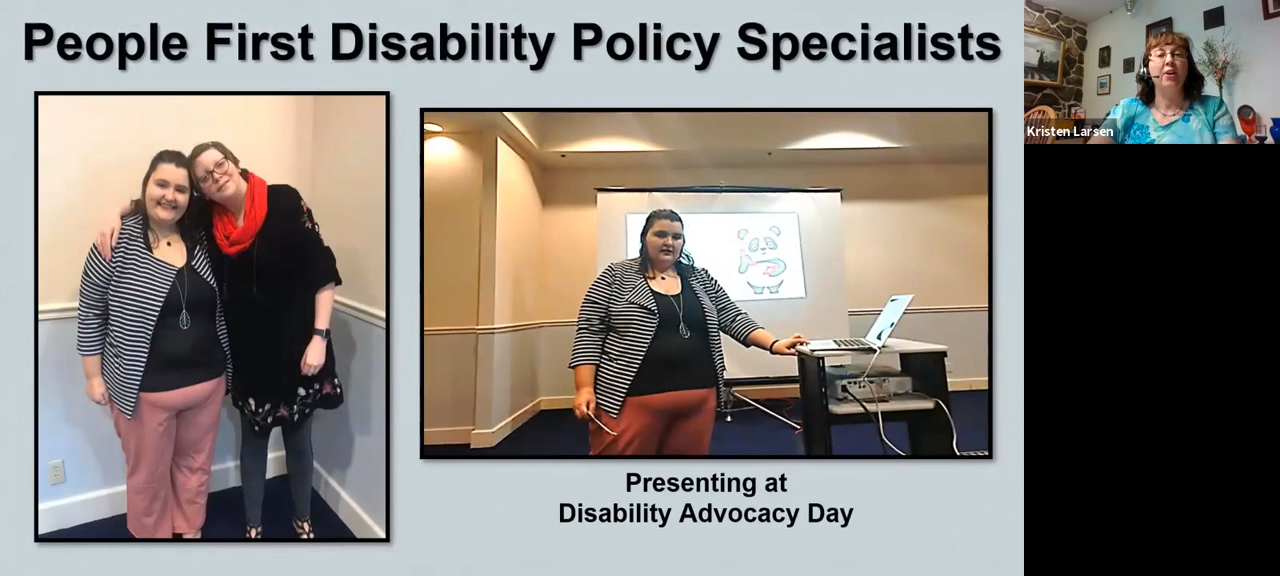 People First Disability Policy Specialists
Kristen Larsen
Presenting at
Disability Advocacy Day